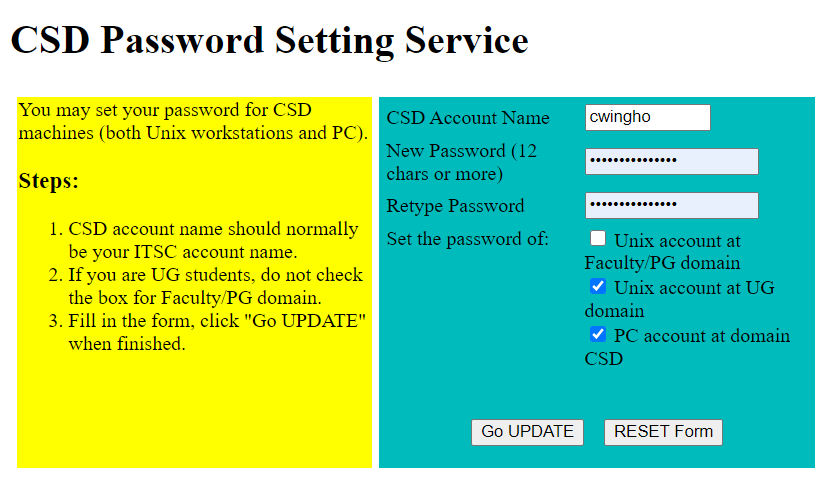 CSD Password Setting Service
You may set your password for CSD
machines (both Unix workstations and PC).
Steps:
1. CSD account name should normally
be your ITSC account name.
2. If you are UG students, do not check
the box for Faculty/PG domain.
3. Fill in the form, click "Go UPDATE"
when finished.
CSD Account Name
cwingho
New Password (12
chars or more)
•••••••••••••••
Retype Password
•••••••••••••••
Set the password of:
Unix account at
Faculty/PG domain
Unix account at UG
domain
PC account at domain
CSD
Go UPDATE
RESET Form